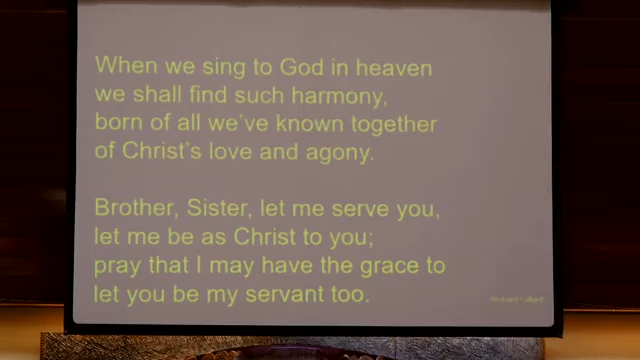 When we sing to God in heaven
we shall find such harmony,
born of all we've known together
of Christ's love and agony.
Brother, Sister, let me serve you,
let me be as Christ to you;
pray that I may have the grace to
let you be my servant too.